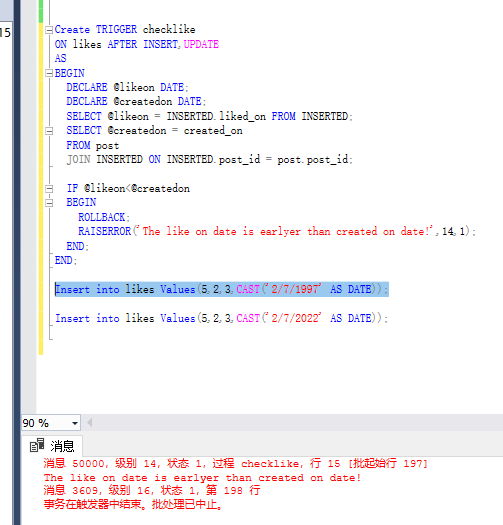 15
Create TRIGGER checklike
ON likes AFTER INSERT,UPDATE
AS
BEGIN
DECLARE @likeon DATE;
DECLARE @createdon DATE;
SELECT @likeon = INSERTED.liked_on FROM INSERTED;
SELECT @createdon = created_on
FROM post
JOIN INSERTED ON INSERTED.post_id = post.post_id;
IF @likeon<@createdon
BEGIN
ROLLBACK;
RAISERROR('The like on date is earlyer than created on date!',14,1);
END;
END;
Insert into likes Values(5,2,3,CAST('2/7/1997' AS DATE));
Insert into likes Values(5,2,3,CAST('2/7/2022' AS DATE));
90 %
消息
消息 50000，级别 14，状态 1，过程 checklike，行 15 [批起始行 197]
The like on date is earlyer than created on date!
消息 3609，级别 16，状态 1，第 198 行
事务在触发器中结束。批处理已中止。